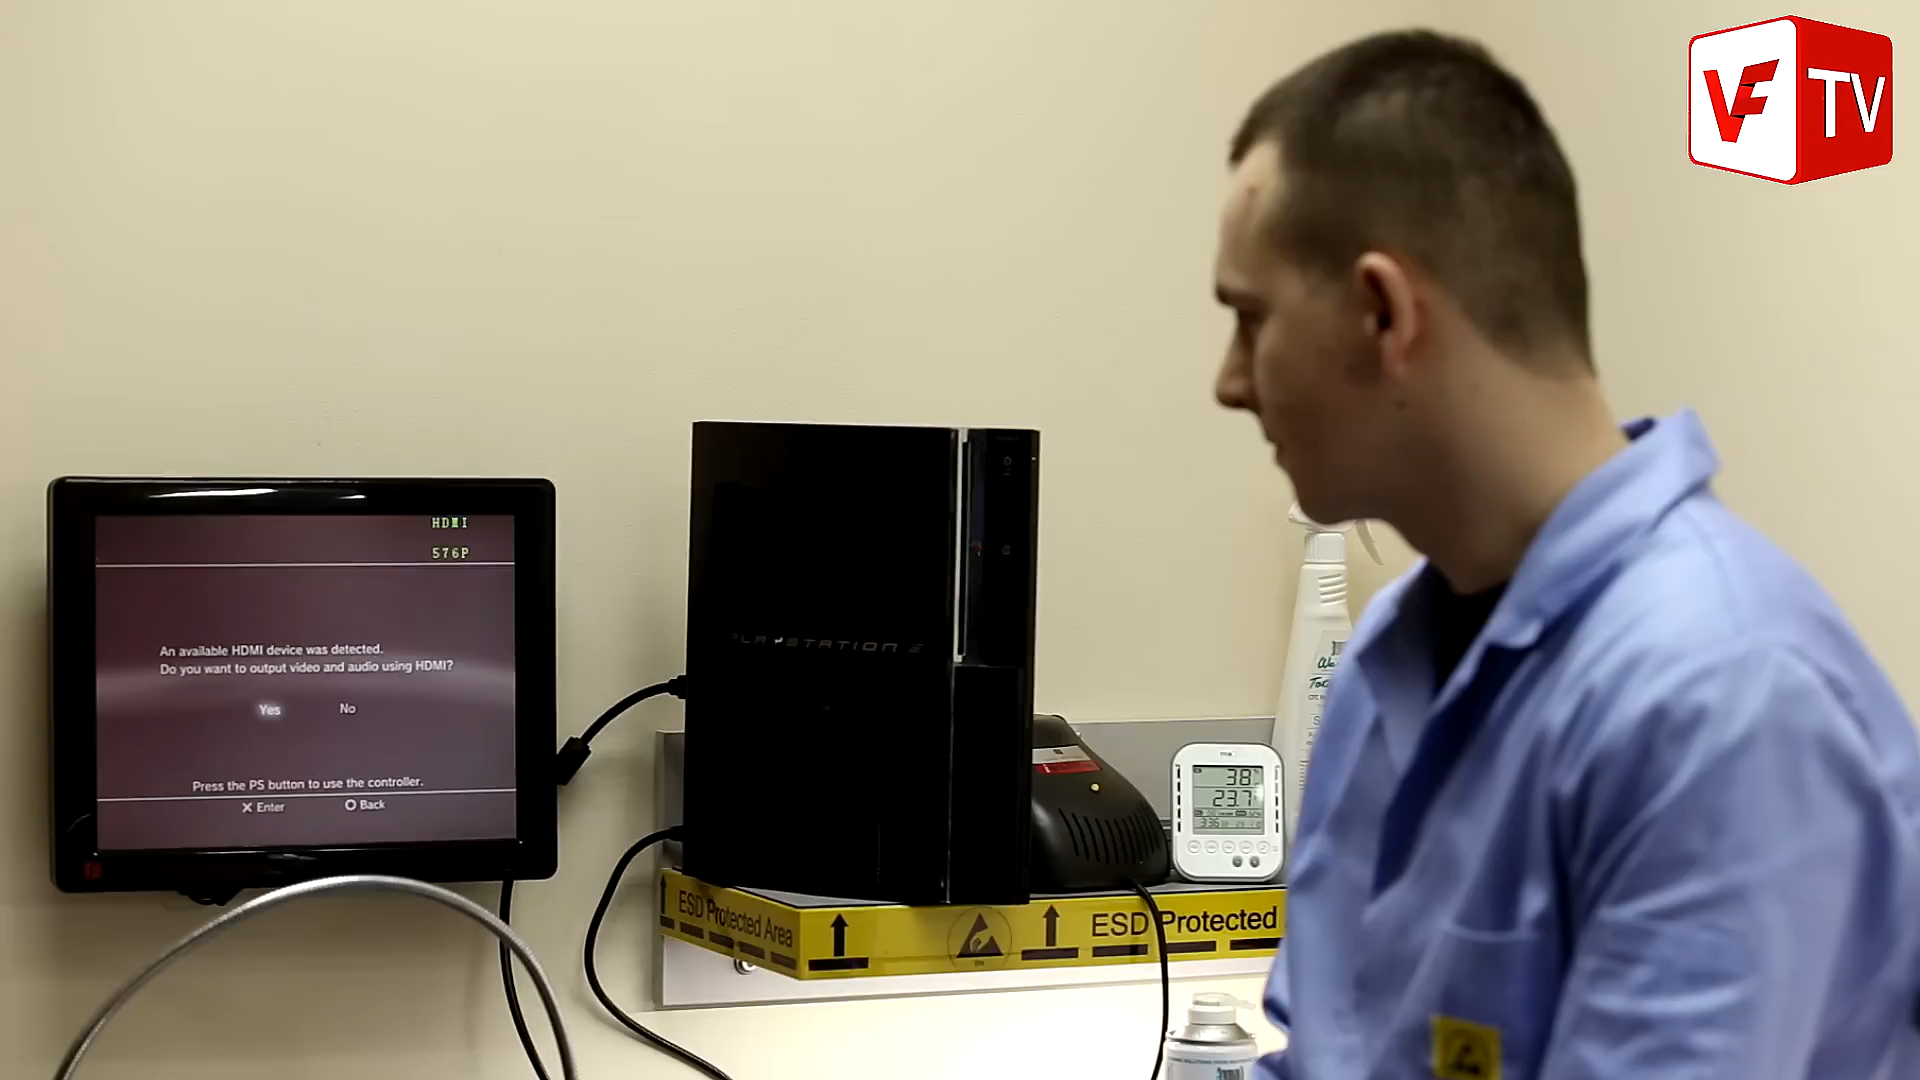 VF TV
HDMI
576P
An available HDMI device was detected.
Do you want to output video and audio using HDMI?
Yes No
Press the PS button to use the controller.
X Enter O Back
PLAYSTATION 3
38
23.7
ESD Protected Area
ESD Protected